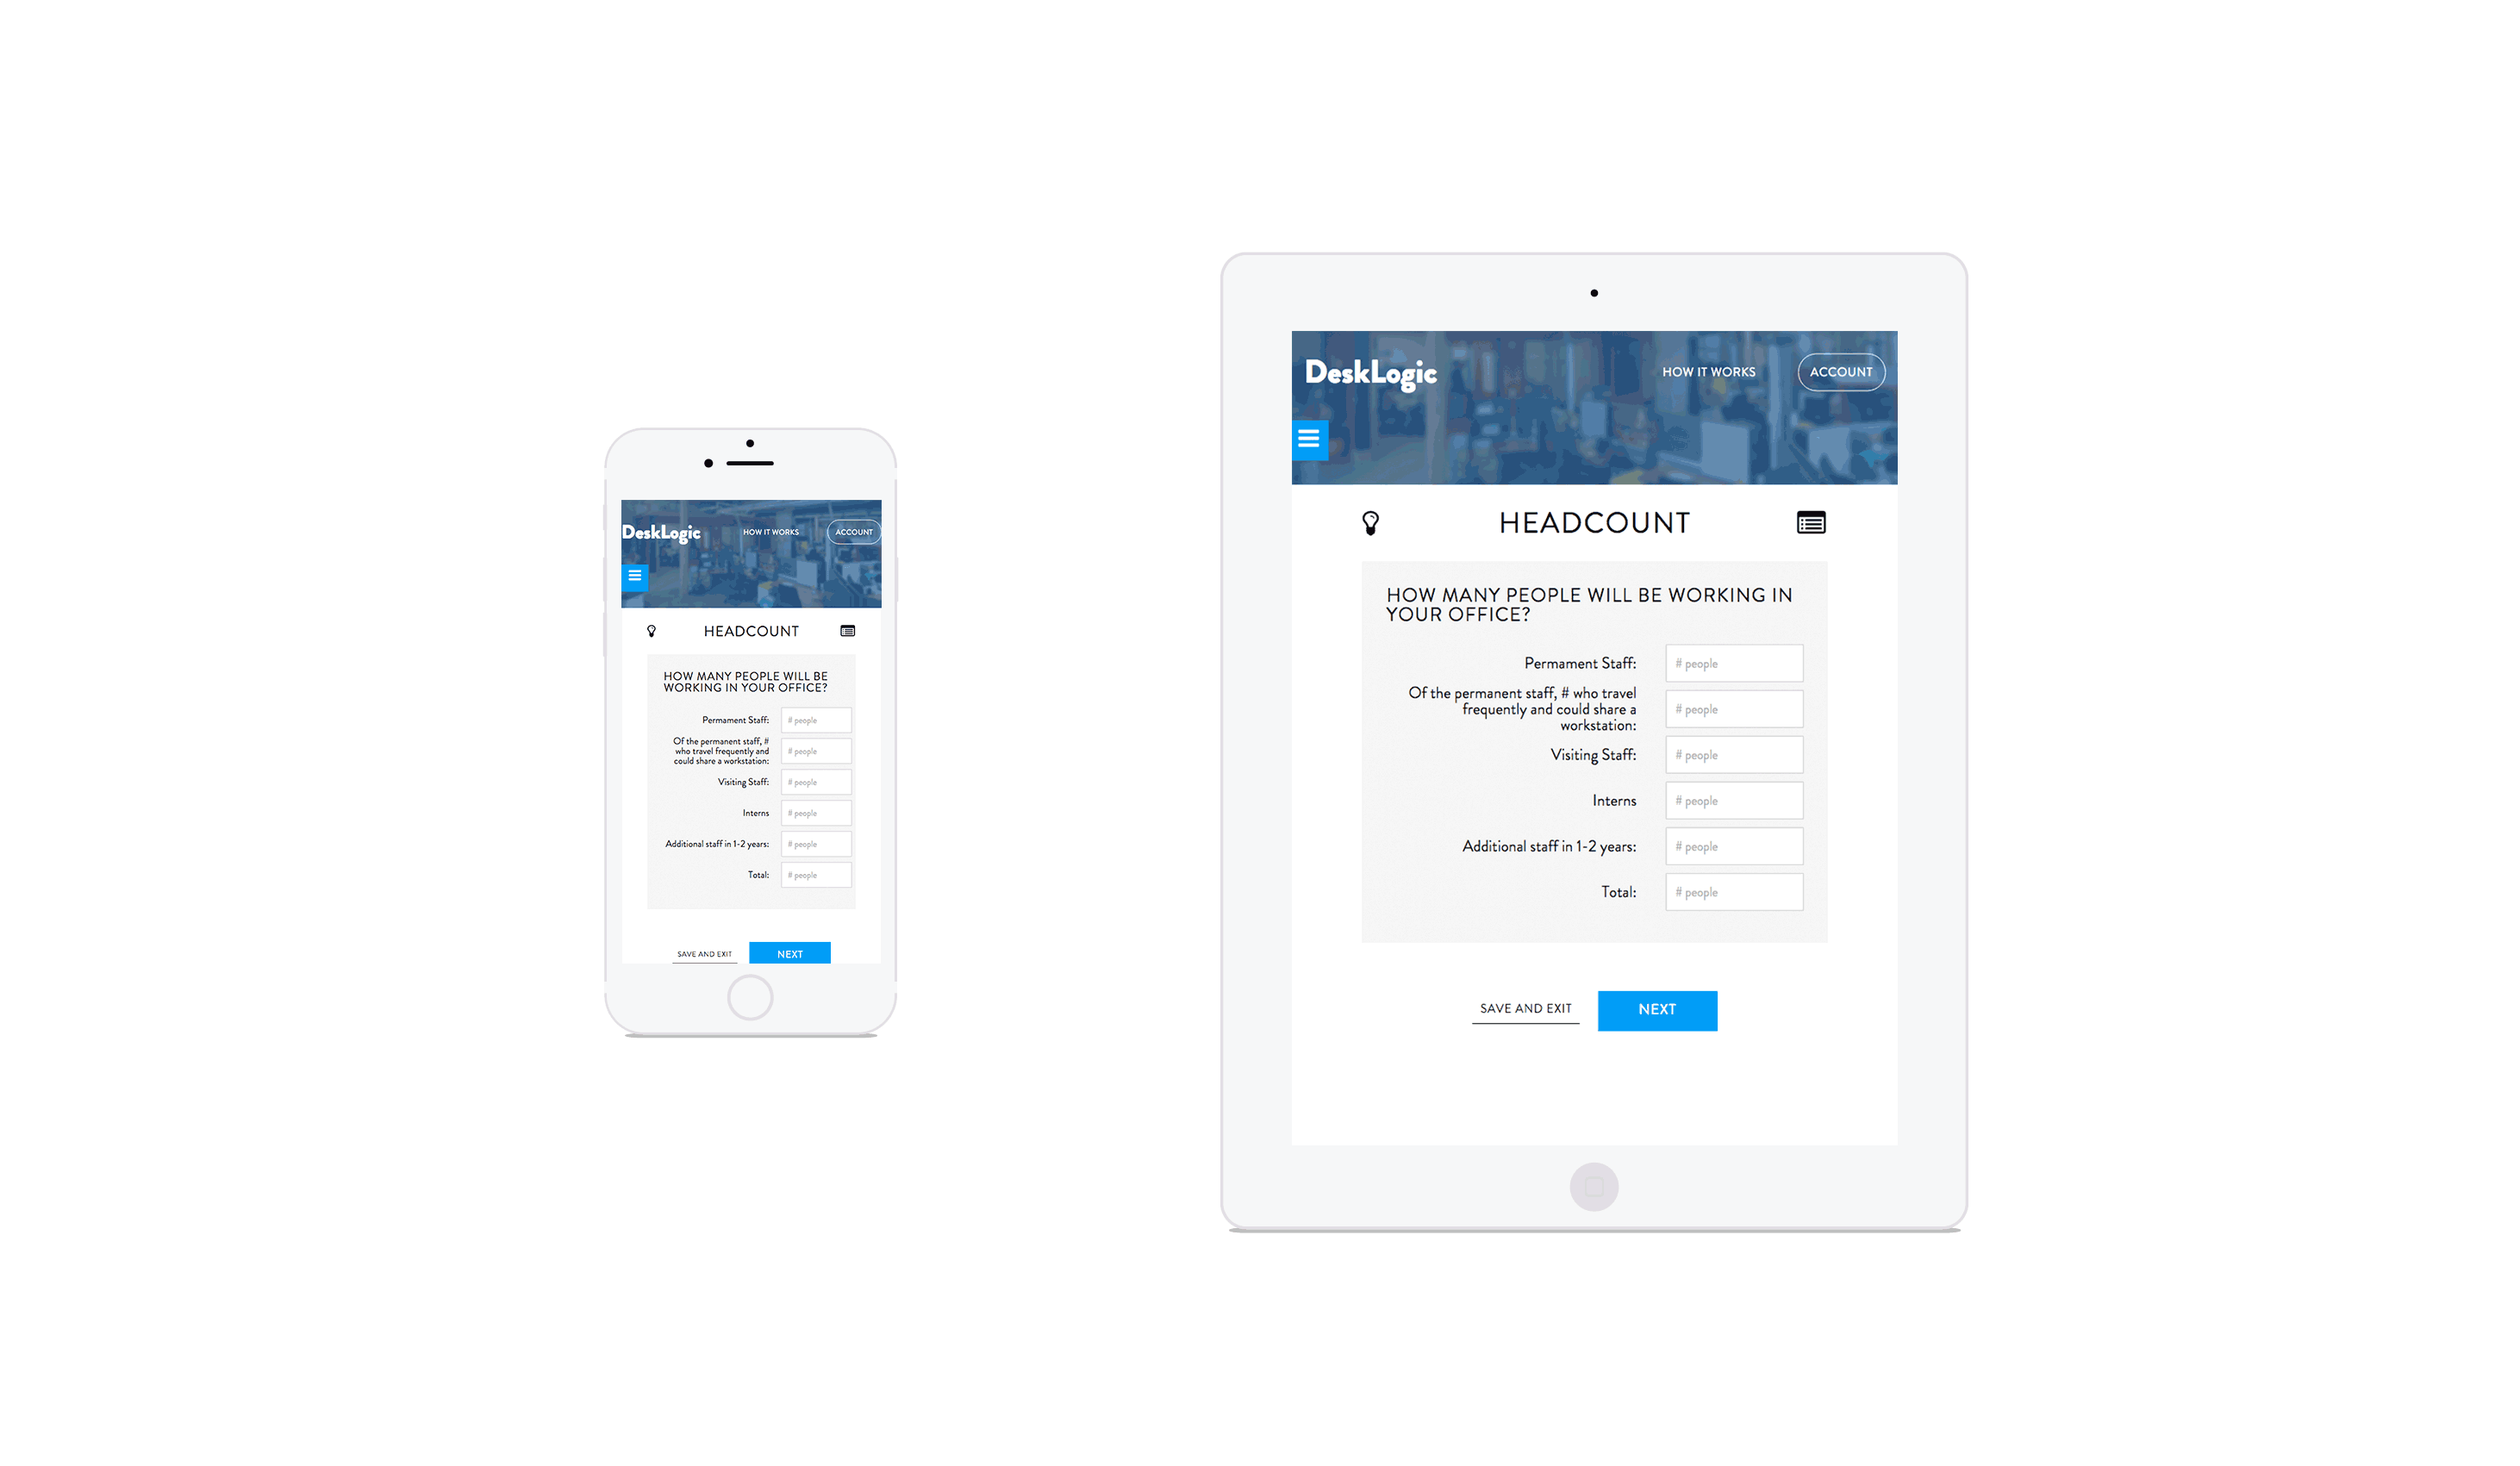 DeskLogic
HOW IT WORKS
ACCOUNT
HEADCOUNT
HOW MANY PEOPLE WILL BE
WORKING IN YOUR OFFICE?
Permament Staff:
# people
Of the permanent staff, #
who travel frequently and
could share a workstation:
# people
Visiting Staff:
# people
Interns
# people
Additional staff in 1-2 years:
# people
Total:
# people
SAVE AND EXIT
NEXT
DeskLogic
HOW IT WORKS
ACCOUNT
HEADCOUNT
HOW MANY PEOPLE WILL BE WORKING IN
YOUR OFFICE?
Permament Staff:
# people
Of the permanent staff, # who travel
frequently and could share a
workstation:
# people
Visiting Staff:
# people
Interns
# people
Additional staff in 1-2 years:
# people
Total:
# people
SAVE AND EXIT
NEXT